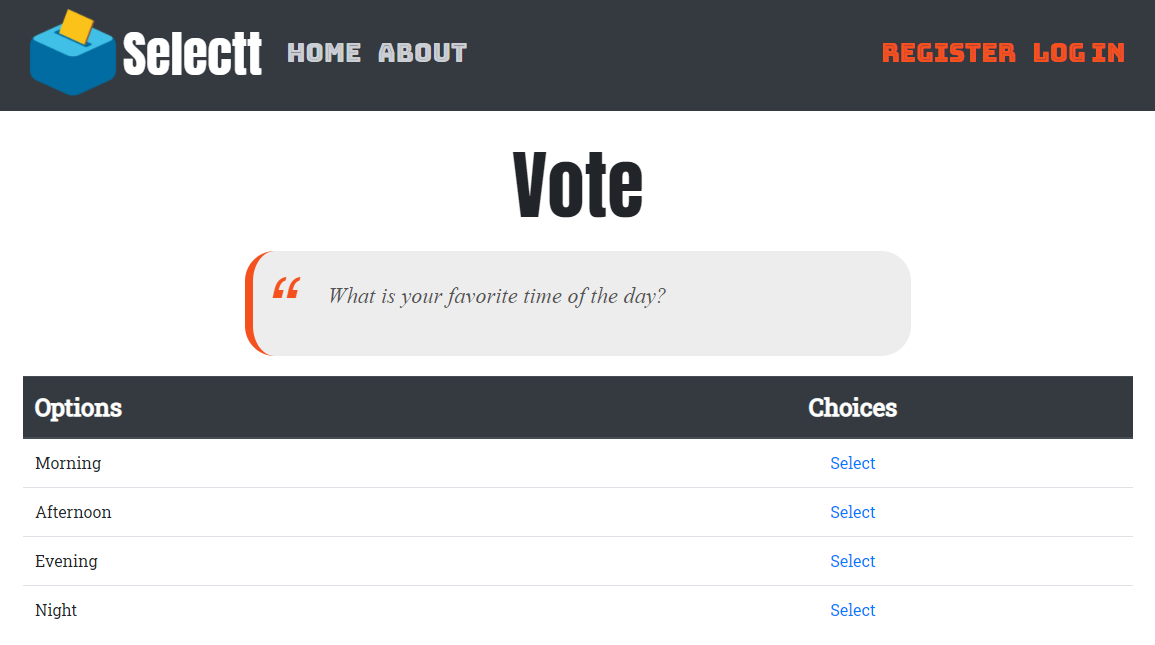 Selectt HOME ABOUT REGISTER LOG IN
Vote
“ What is your favorite time of the day?
Options Choices
Morning Select
Afternoon Select
Evening Select
Night Select